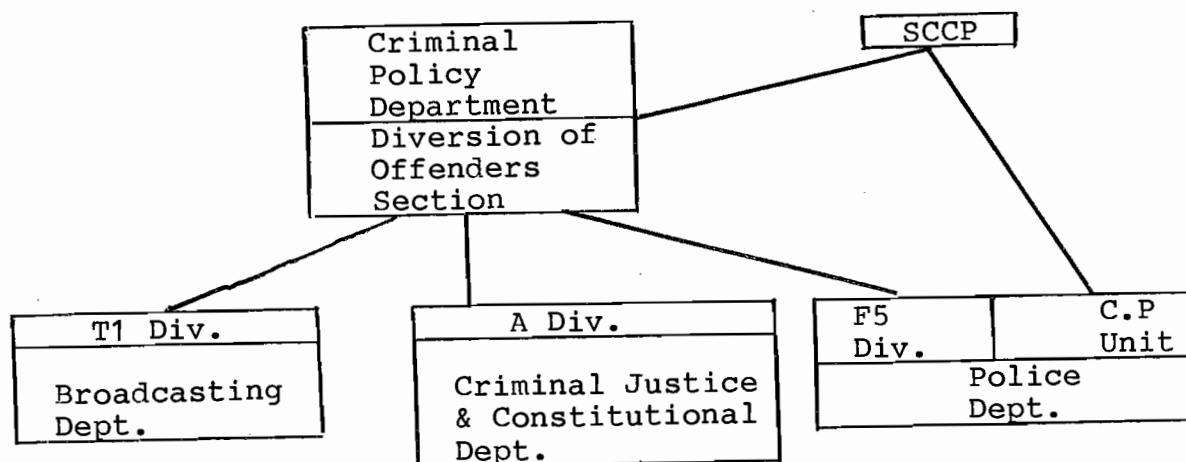 Criminal
Policy
Department
Diversion of
Offenders
Section
SCCP
T1 Div.
Broadcasting
Dept.
A Div.
Criminal Justice
& Constitutional
Dept.
F5
Div.
C.P
Unit
Police
Dept.